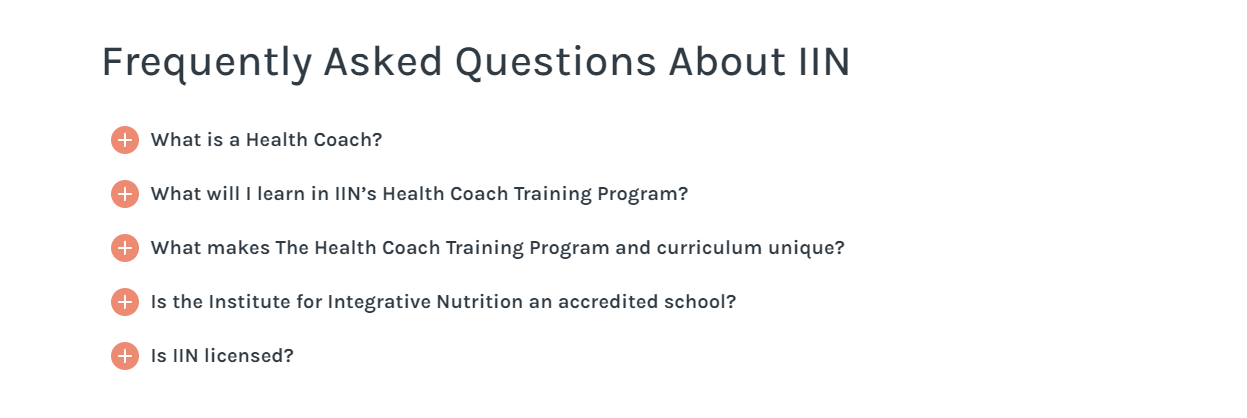 Frequently Asked Questions About IIN
What is a Health Coach?
What will I learn in IIN’s Health Coach Training Program?
What makes The Health Coach Training Program and curriculum unique?
Is the Institute for Integrative Nutrition an accredited school?
Is IIN licensed?